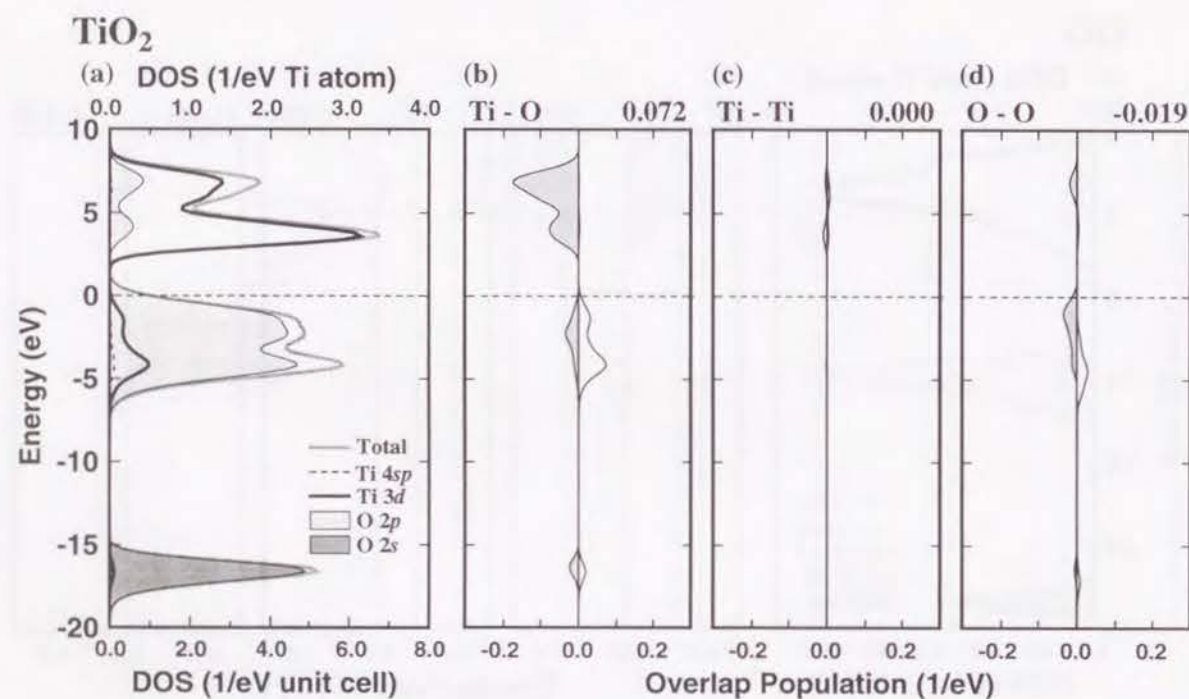 TiO2
(a) DOS (1/eV Ti atom)
0.0 1.0 2.0 3.0 4.0
(b)
Ti - O 0.072
(c)
Ti - Ti 0.000
(d)
O - O -0.019
10
5
0
-5
-10
-15
-20
Energy (eV)
Total
Ti 4sp
Ti 3d
O 2p
O 2s
0.0 2.0 4.0 6.0 8.0
-0.2 0.0 0.2
-0.2 0.0 0.2
-0.2 0.0 0.2
DOS (1/eV unit cell)
Overlap Population (1/eV)